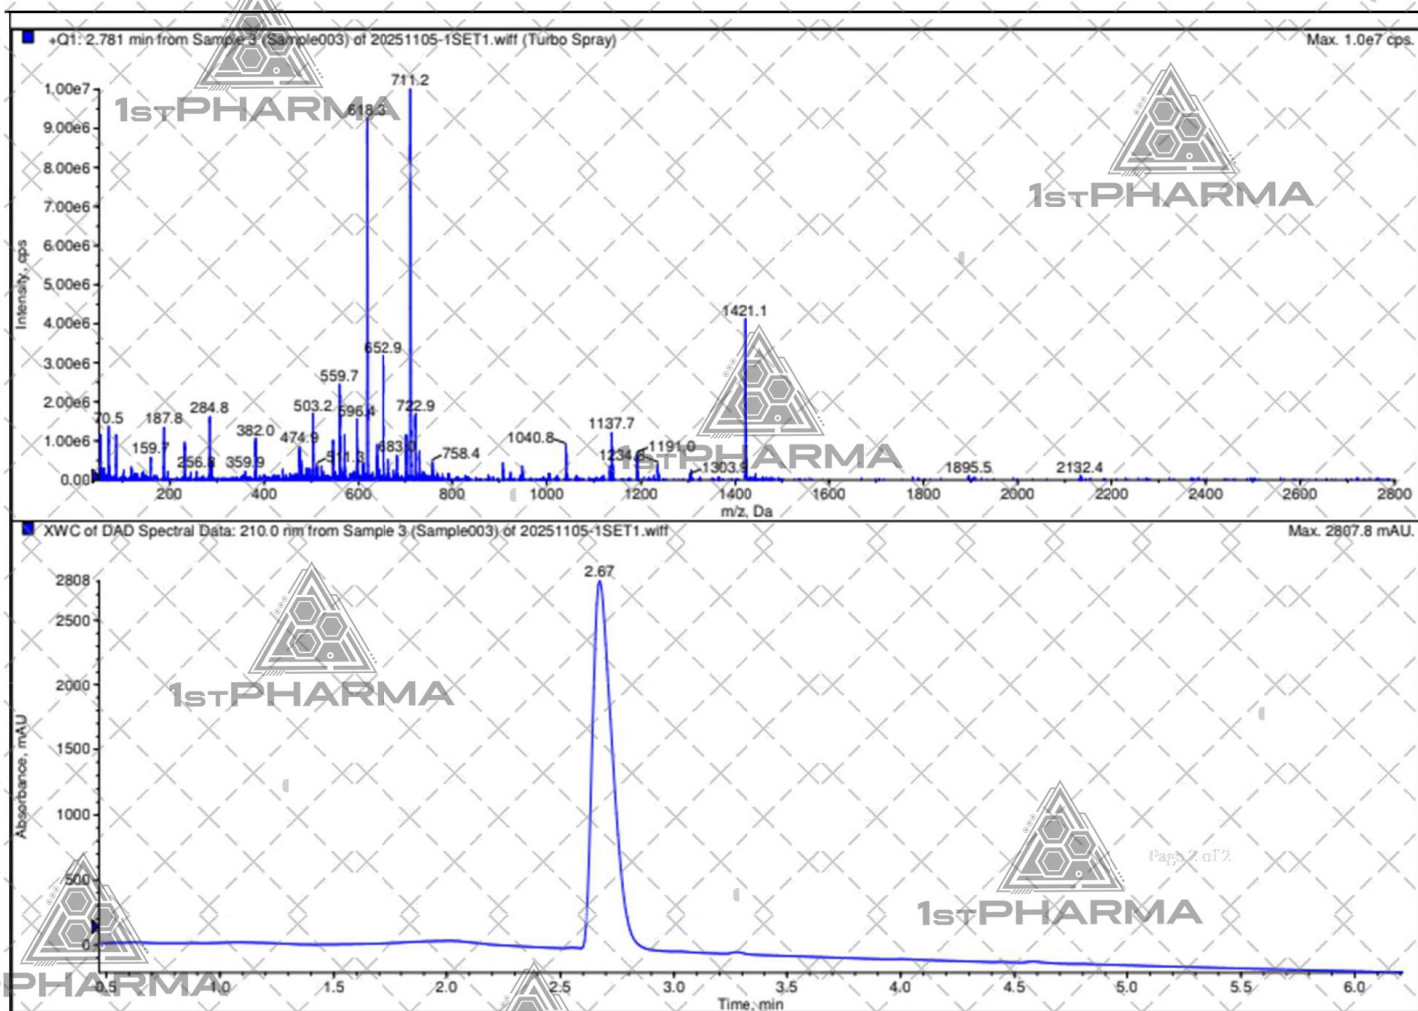 +Q1: 2.781 min from Sample 3 (Sample003) of 20251105-1SET1.wiff (Turbo Spray)
Max. 1.0e7 cps.
1STPHARMA
1STPHARMA
711.2
618.3
1.00e7
9.00e6
8.00e6
7.00e6
6.00e6
5.00e6
4.00e6
3.00e6
2.00e6
1.00e6
0.00
Intensity, cps
1421.1
652.9
559.7
596.4
722.9
503.2
284.8
187.8
70.5
382.0
474.9
159.7
359.9
758.4
1040.8
1137.7
1191.0
1303.9
1895.5
2132.4
1STPHARMA
200 400 600 800 1000 1200 1400 1600 1800 2000 2200 2400 2600 2800
m/z, Da
XWC of DAD Spectral Data: 210.0 nm from Sample 3 (Sample003) of 20251105-1SET1.wiff
Max. 2807.8 mAU.
2.67
2808
2500
2000
1500
1000
500
0
Absorbance, mAU
1STPHARMA
Page 2 of 2
1STPHARMA
PHARMA
0.5 1.0 1.5 2.0 2.5 3.0 3.5 4.0 4.5 5.0 5.5 6.0
Time, min